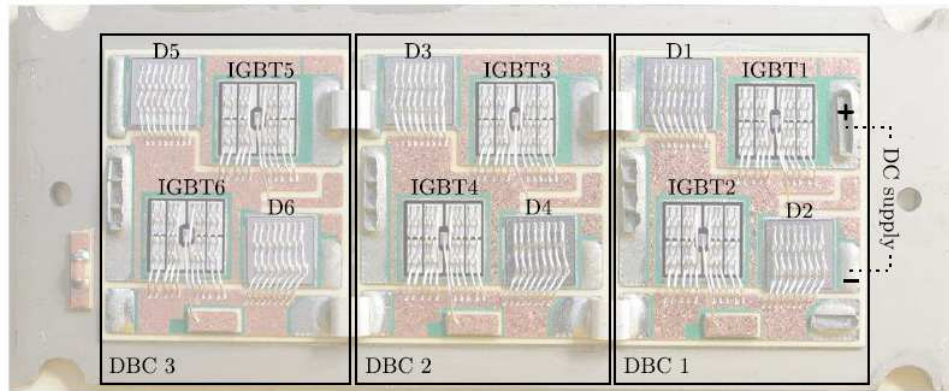 D5
D3
D1
IGBT5
IGBT3
IGBT1
+
DC supply
IGBT6
IGBT4
IGBT2
D6
D4
D2
-
DBC 3
DBC 2
DBC 1